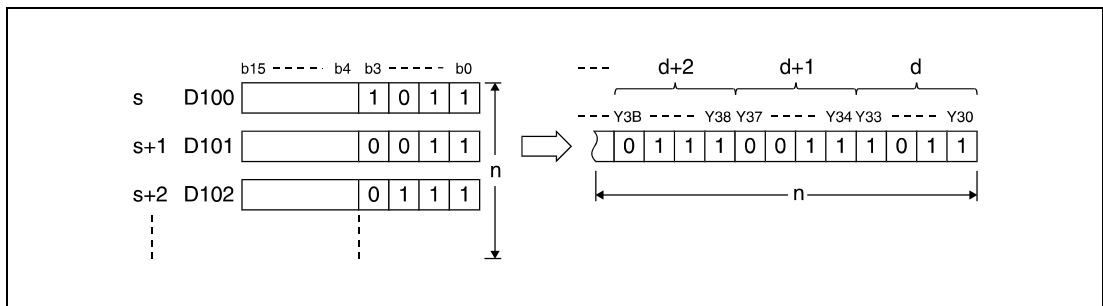 b15 ----- b4 b3 ----- b0
s D100 1 0 1 1
s+1 D101 0 0 1 1
s+2 D102 0 1 1 1
n
---- d+2 d+1 d
---- Y3B ---- Y38 Y37 ---- Y34 Y33 ---- Y30
0 1 1 1 0 0 1 1 1 0 1 1
n